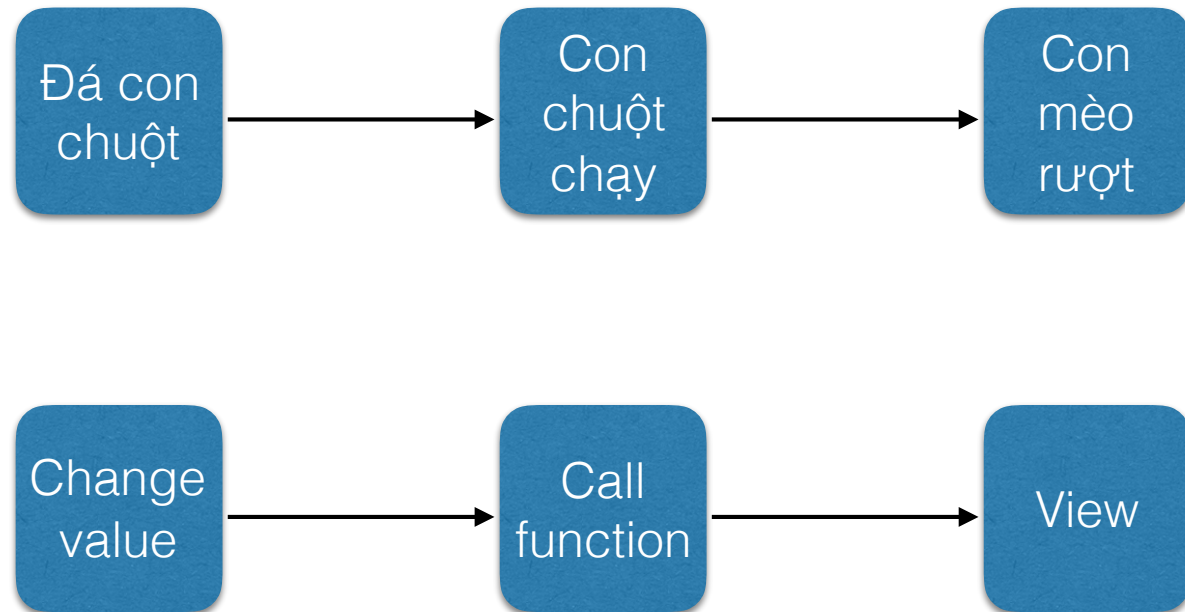 Đá con
chuột
Con
chuột
chạy
Con
mèo
rượt
Change
value
Call
function
View